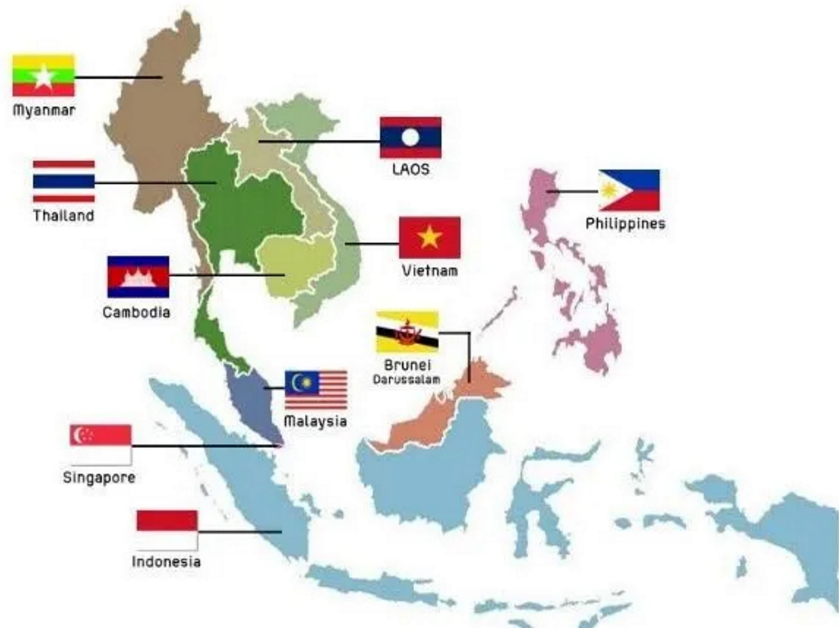 Myanmar
LAOS
Thailand
Philippines
Vietnam
Cambodia
Brunei
Darussalam
Malaysia
Singapore
Indonesia